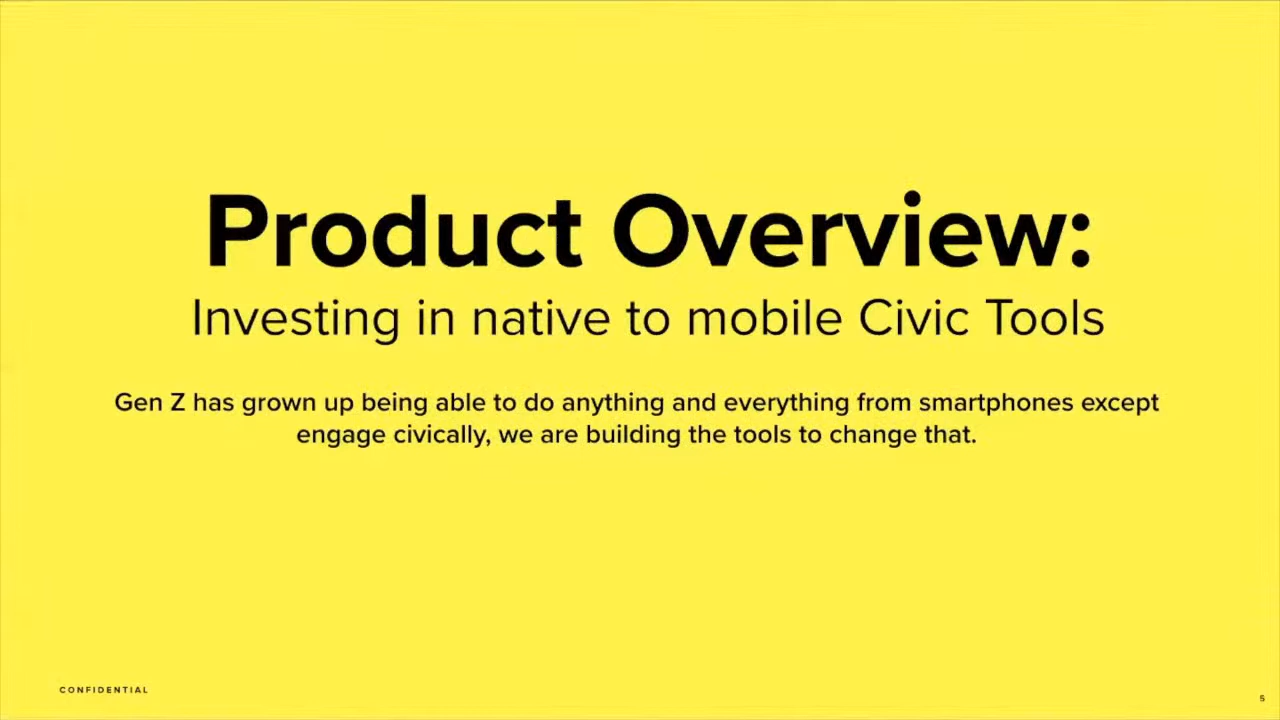 Product Overview:
Investing in native to mobile Civic Tools
Gen Z has grown up being able to do anything and everything from smartphones except
engage civically, we are building the tools to change that.
CONFIDENTIAL
5